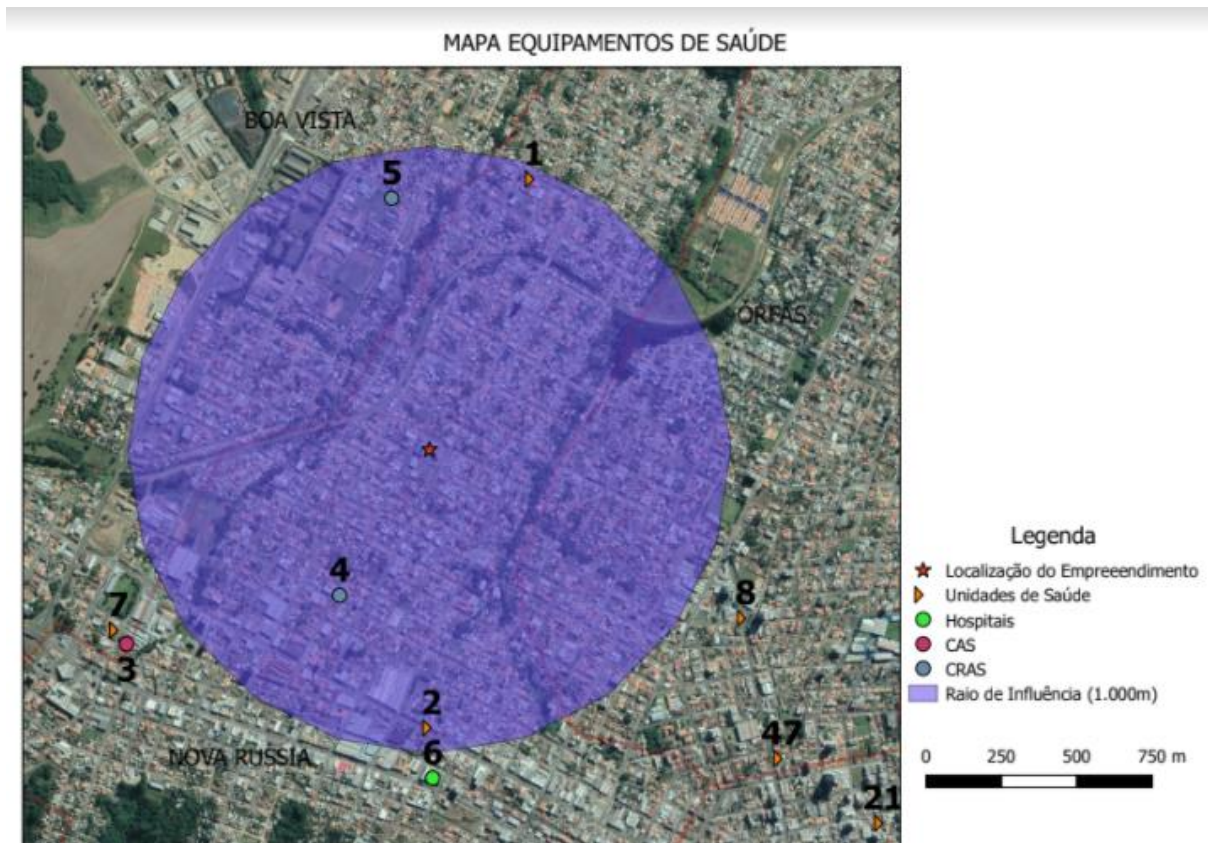 MAPA EQUIPAMENTOS DE SAÚDE
BOA VISTA
1
5
ÓRFÃS
4
8
7
3
2
47
NOVA RÚSSIA
6
21
Legenda
Localização do Empreeendimento
Unidades de Saúde
Hospitais
CAS
CRAS
Raio de Influência (1.000m)
0 250 500 750 m